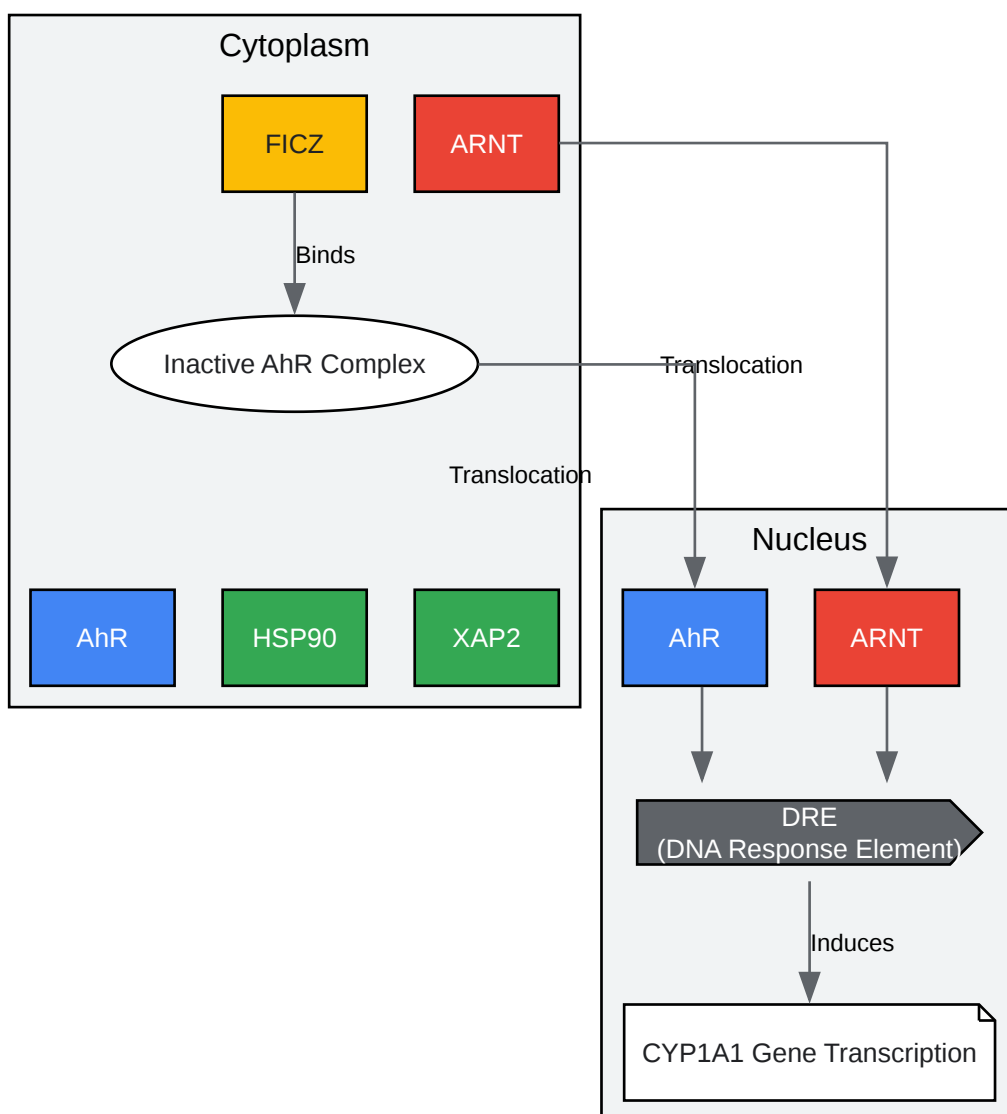 Cytoplasm
FICZ
ARNT
Binds
Inactive AhR Complex
Translocation
Translocation
Nucleus
AhR
HSP90
XAP2
AhR
ARNT
DRE
(DNA Response Element)
Induces
CYP1A1 Gene Transcription